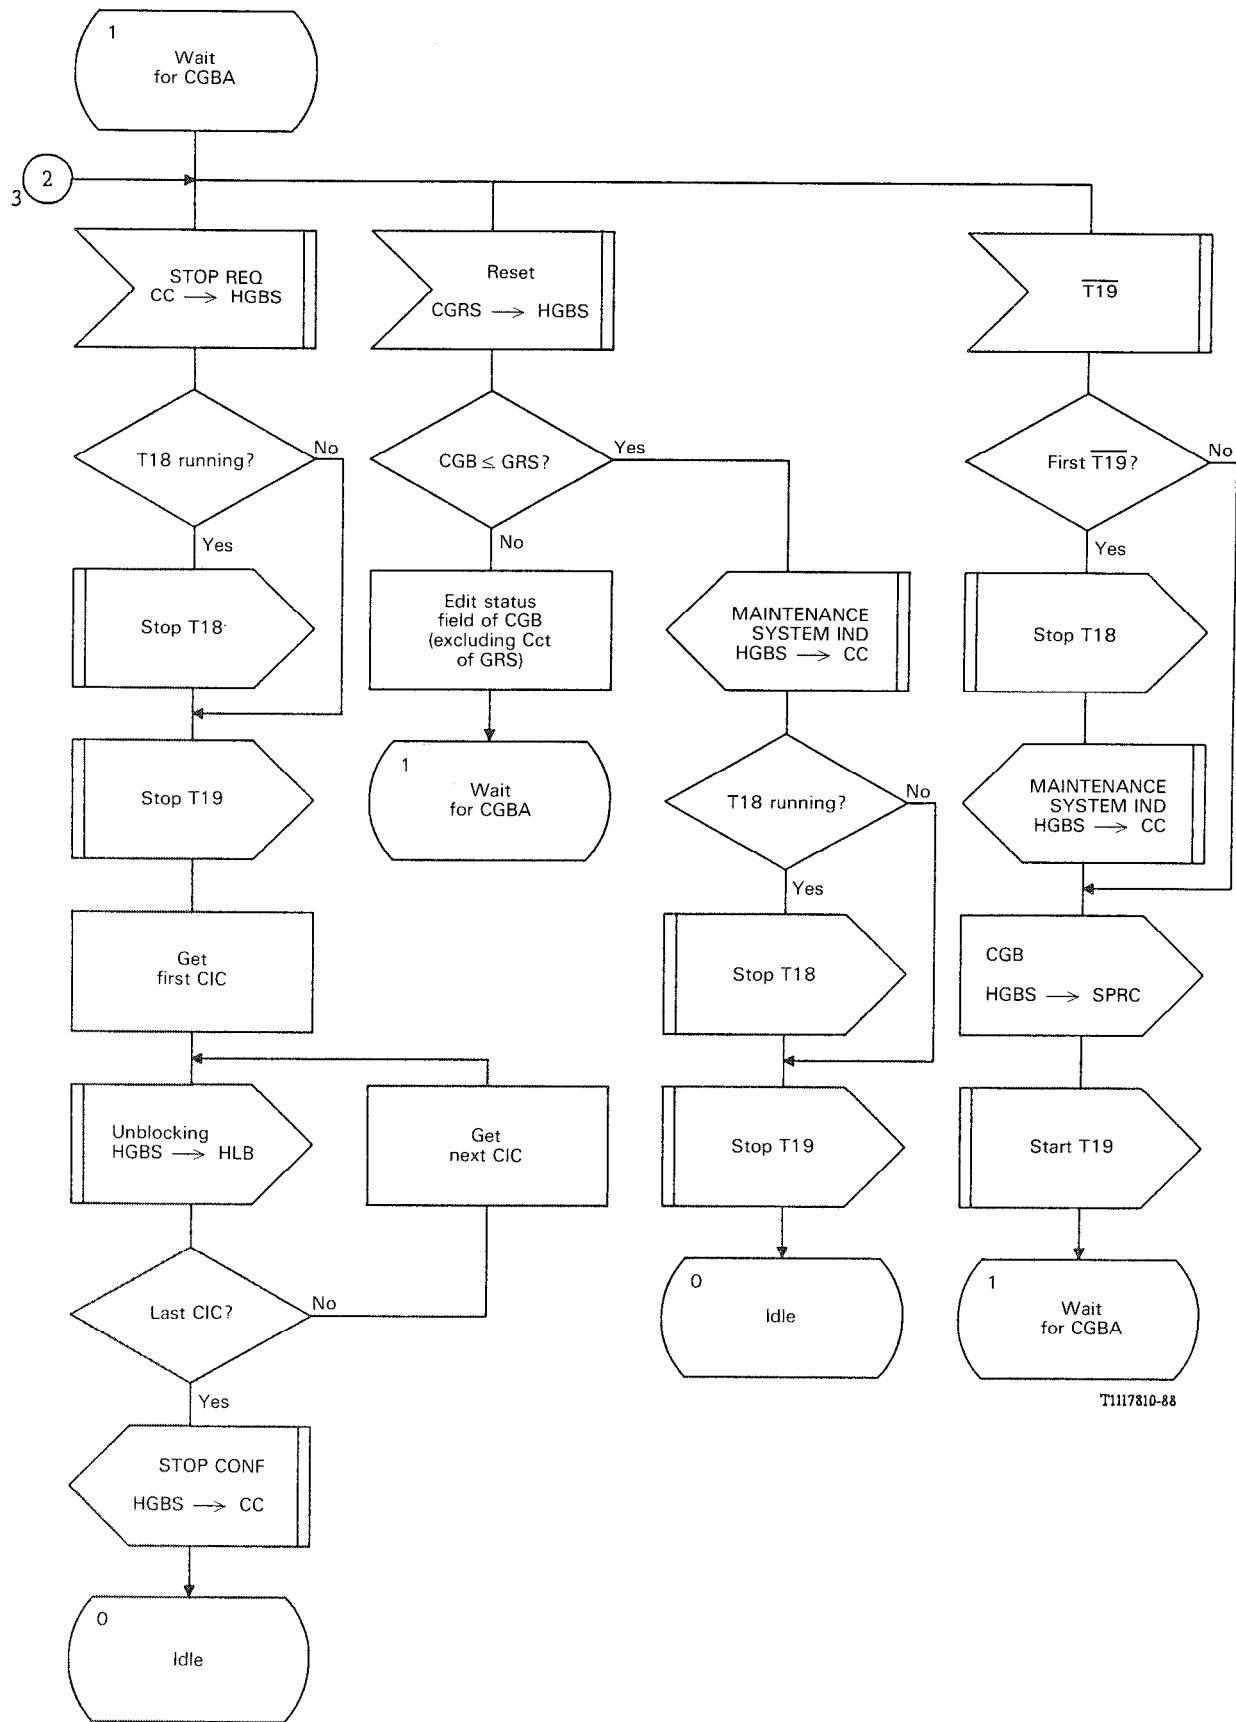 1
Wait
for CGBA
2
3
STOP REQ
CC → HGBS
Reset
CGRS → HGBS
T̅1̅9̅
T18 running?
No
Yes
CGB ≤ GRS?
Yes
No
First T̅1̅9̅?
No
Yes
Stop T18
Edit status
field of CGB
(excluding Cct
of GRS)
MAINTENANCE
SYSTEM IND
HGBS → CC
Stop T18
Stop T19
1
Wait
for CGBA
T18 running?
No
Yes
MAINTENANCE
SYSTEM IND
HGBS → CC
Get
first CIC
Stop T18
CGB
HGBS → SPRC
Unblocking
HGBS → HLB
Get
next CIC
Stop T19
Start T19
Last CIC?
No
Yes
0
Idle
1
Wait
for CGBA
T1117810-88
STOP CONF
HGBS → CC
0
Idle